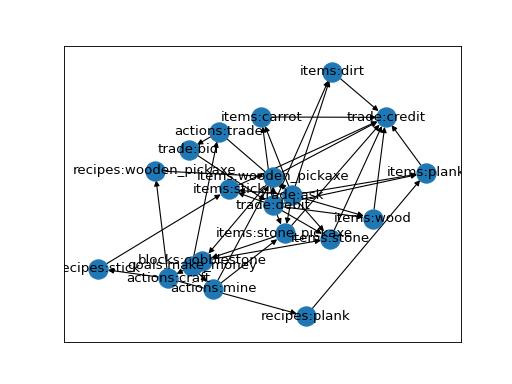 items:dirt
items:carrot
trade:credit
actions:trade
trade:bid
recipes:wooden_pickaxe
items:wooden_pickaxe
items:plank
items:stick
trade:ask
trade:debit
items:wood
items:stone_pickaxe
items:stone
blocks:cobblestone
goals:make_money
recipes:stick
actions:craft
actions:mine
recipes:plank